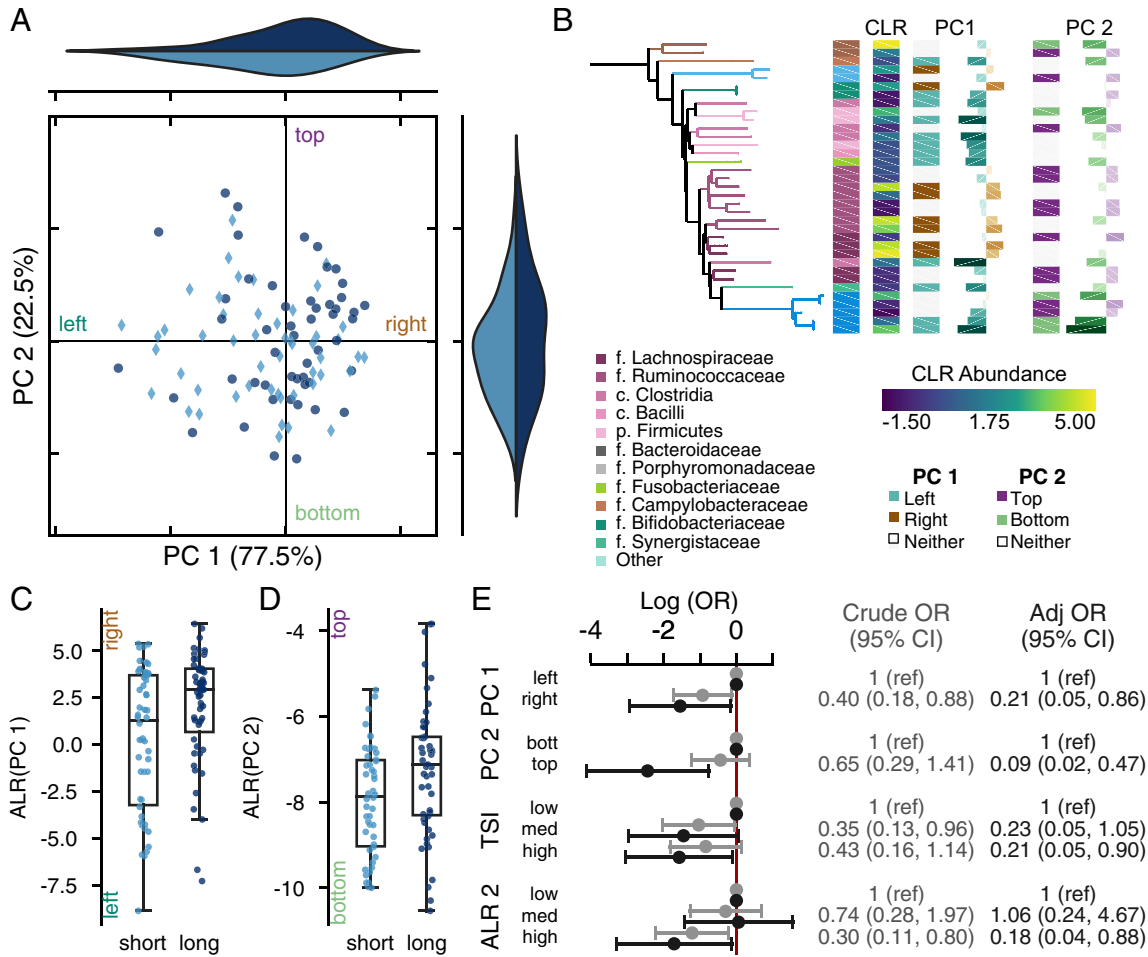 A
top
left
right
bottom
PC 2 (22.5%)
PC 1 (77.5%)
B
CLR PC1 PC 2
f. Lachnospiraceae
f. Ruminococcaceae
c. Clostridia
c. Bacilli
p. Firmicutes
f. Bacteroidaceae
f. Porphyromonadaceae
f. Fusobacteriaceae
f. Campylobacteraceae
f. Bifidobacteriaceae
f. Synergistaceae
Other
CLR Abundance
-1.50 1.75 5.00
PC 1 PC 2
Left Top
Right Bottom
Neither Neither
C
right
5.0
2.5
0.0
-2.5
-5.0
-7.5
ALR(PC 1)
left
short long
D
top
-4
-6
-8
-10
ALR(PC 2)
bottom
short long
E
Log (OR)
-4 -2 0
Crude OR Adj OR
(95% CI) (95% CI)
PC 1
left 1 (ref) 1 (ref)
right 0.40 (0.18, 0.88) 0.21 (0.05, 0.86)
PC 2
bott 1 (ref) 1 (ref)
top 0.65 (0.29, 1.41) 0.09 (0.02, 0.47)
TSI
low 1 (ref) 1 (ref)
med 0.35 (0.13, 0.96) 0.23 (0.05, 1.05)
high 0.43 (0.16, 1.14) 0.21 (0.05, 0.90)
ALR 2
low 1 (ref) 1 (ref)
med 0.74 (0.28, 1.97) 1.06 (0.24, 4.67)
high 0.30 (0.11, 0.80) 0.18 (0.04, 0.88)